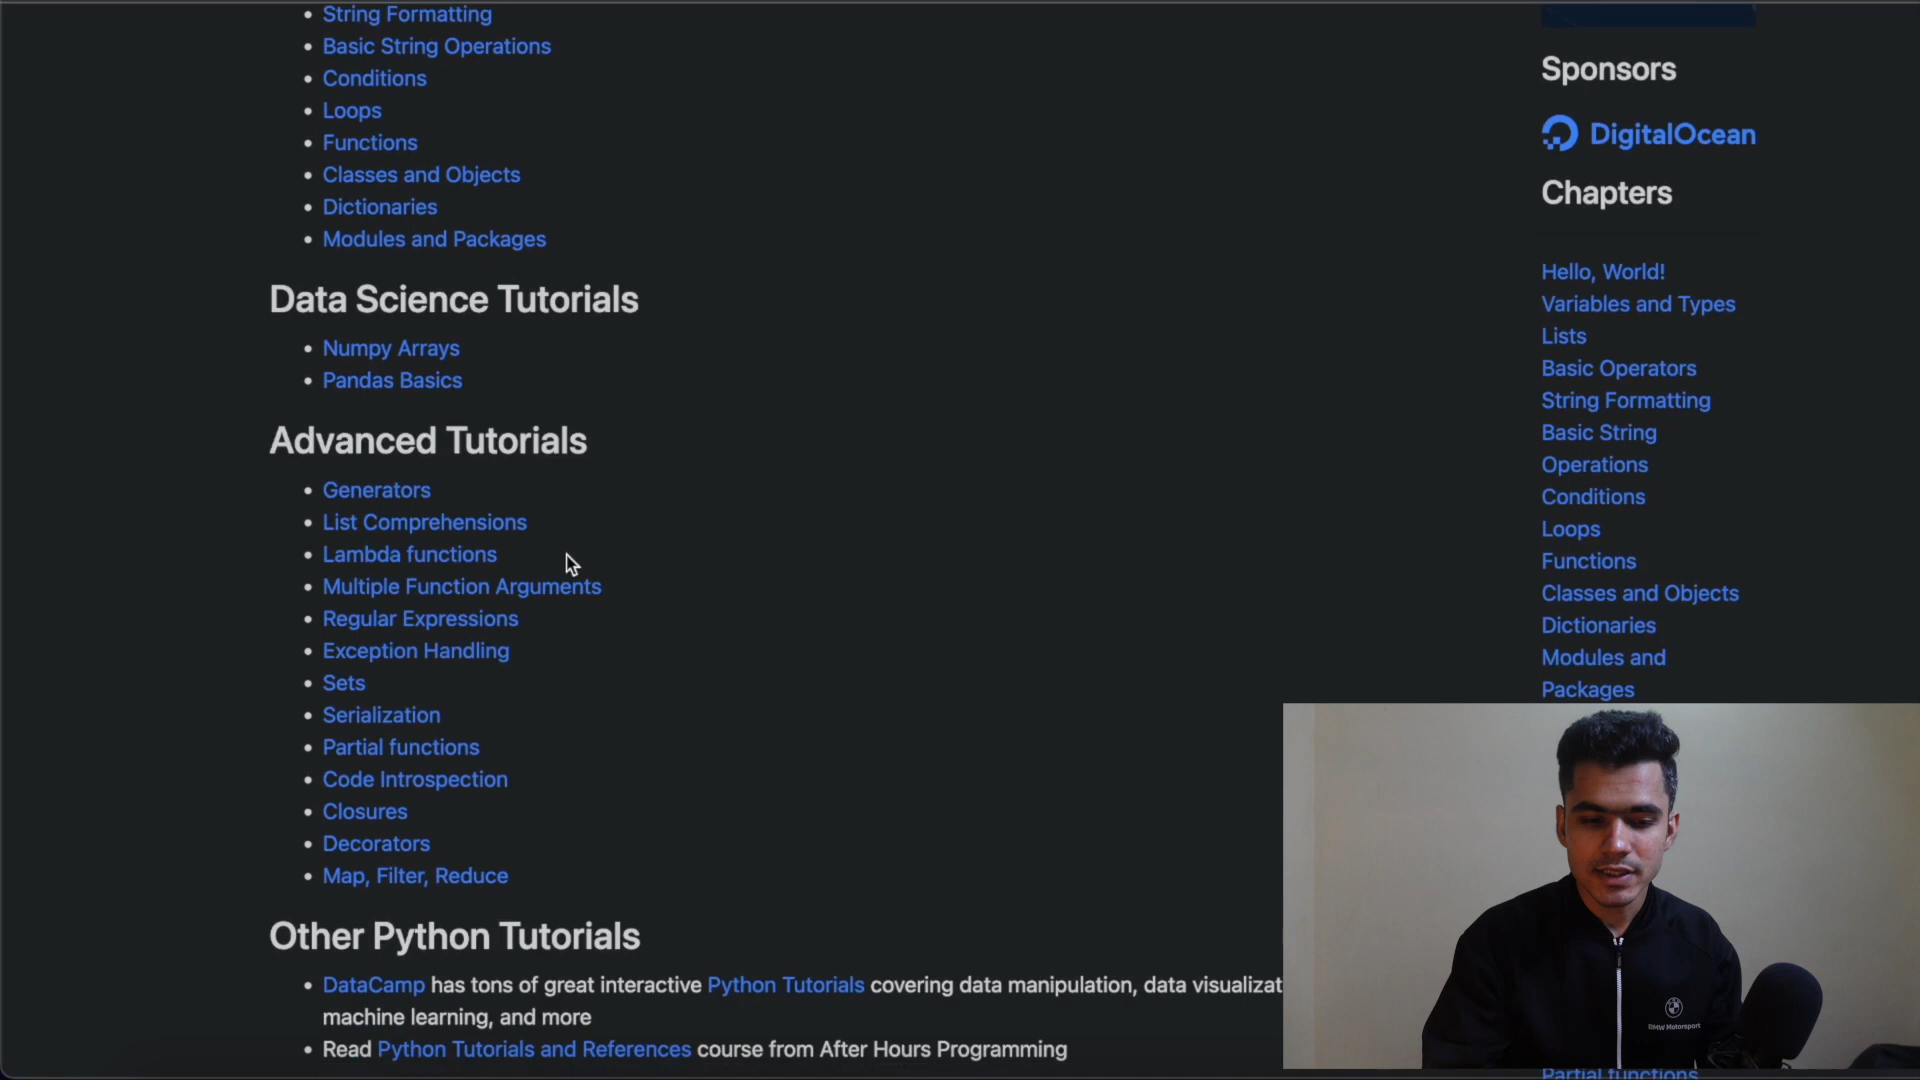 String Formatting
Basic String Operations
Conditions
Loops
Functions
Classes and Objects
Dictionaries
Modules and Packages
Data Science Tutorials
Numpy Arrays
Pandas Basics
Advanced Tutorials
Generators
List Comprehensions
Lambda functions
Multiple Function Arguments
Regular Expressions
Exception Handling
Sets
Serialization
Partial functions
Code Introspection
Closures
Decorators
Map, Filter, Reduce
Other Python Tutorials
DataCamp has tons of great interactive Python Tutorials covering data manipulation, data visualizat
machine learning, and more
Read Python Tutorials and References course from After Hours Programming
Sponsors
DigitalOcean
Chapters
Hello, World!
Variables and Types
Lists
Basic Operators
String Formatting
Basic String
Operations
Conditions
Loops
Functions
Classes and Objects
Dictionaries
Modules and
Packages
BMW Motorsport
Partial functions